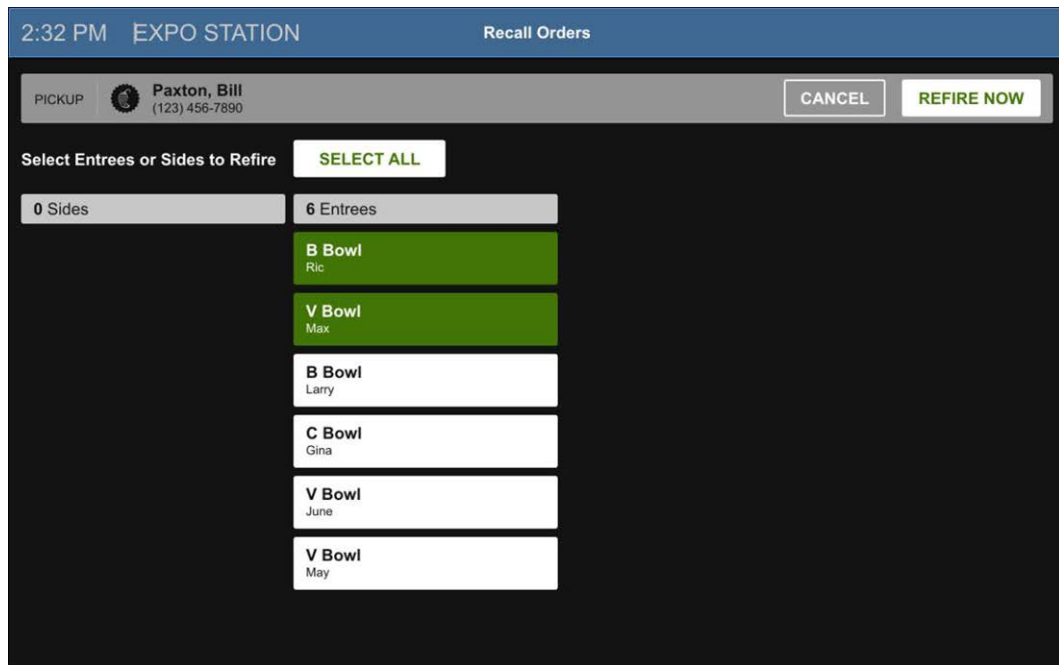 2:32 PM EXPO STATION Recall Orders
PICKUP Paxton, Bill CANCEL REFIRE NOW
(123) 456-7890
Select Entrees or Sides to Refire SELECT ALL
0 Sides 6 Entrees
B Bowl
Ric
V Bowl
Max
B Bowl
Larry
C Bowl
Gina
V Bowl
June
V Bowl
May